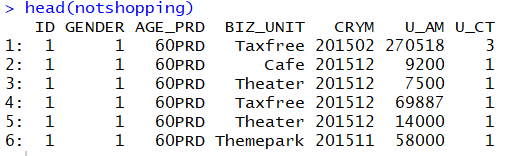 > head(notshopping)
ID GENDER AGE_PRD BIZ_UNIT CRYM U_AM U_CT
1: 1 1 60PRD Taxfree 201502 270518 3
2: 1 1 60PRD Cafe 201512 9200 1
3: 1 1 60PRD Theater 201512 7500 1
4: 1 1 60PRD Taxfree 201512 69887 1
5: 1 1 60PRD Theater 201512 14000 1
6: 1 1 60PRD Themepark 201511 58000 1